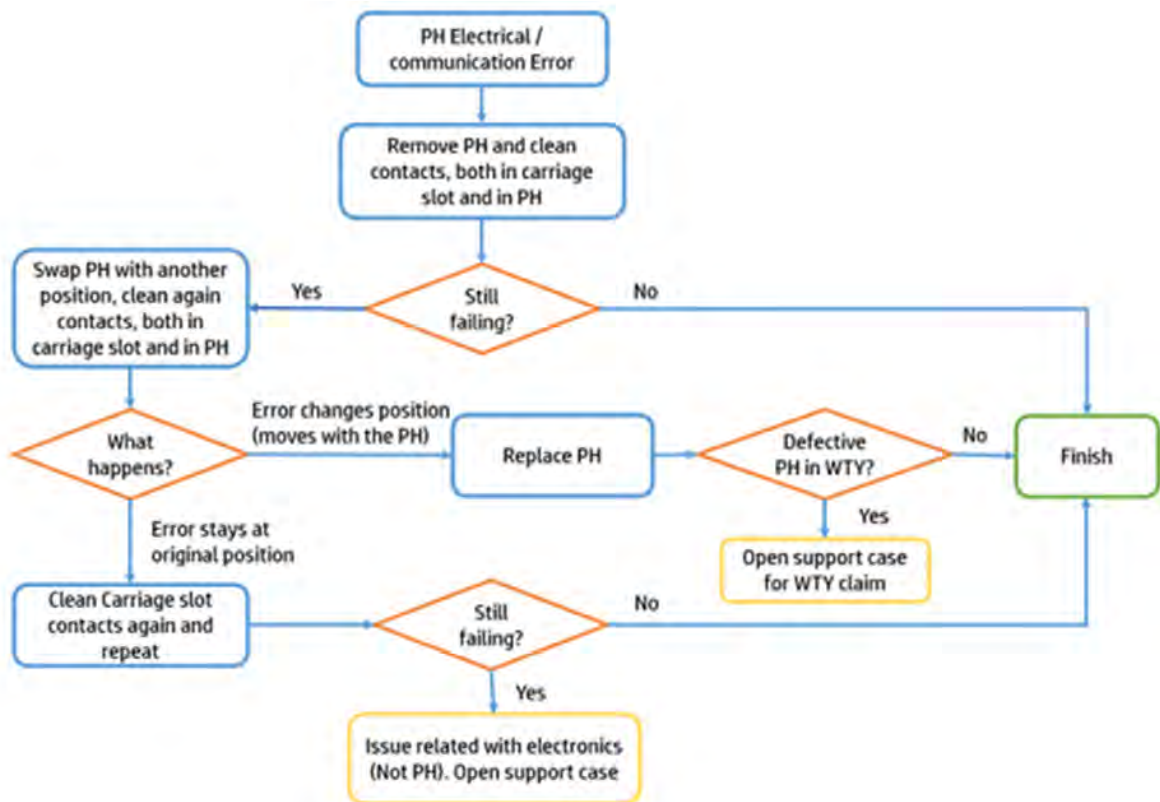 PH Electrical /
communication Error
Remove PH and clean
contacts, both in carriage
slot and in PH
Swap PH with another
position, clean again
contacts, both in
carriage slot and in PH
Yes
Still
failing?
No
What
happens?
Error changes position
(moves with the PH)
Replace PH
Defective
PH in WTY?
No
Finish
Yes
Open support case
for WTY claim
Error stays at
original position
Clean Carriage slot
contacts again and
repeat
Still
failing?
No
Yes
Issue related with electronics
(Not PH). Open support case